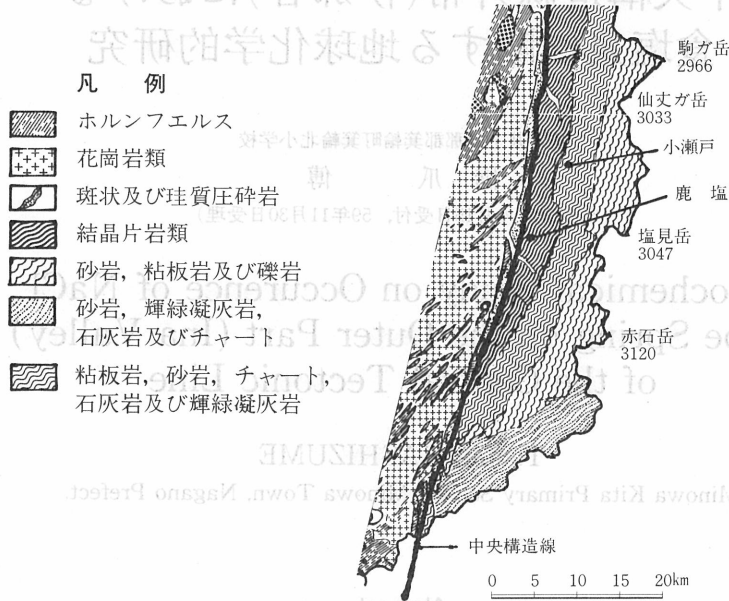 凡 例
ホルンフエルス
花崗岩類
斑状及び珪質圧砕岩
結晶片岩類
砂岩，粘板岩及び礫岩
砂岩，輝緑凝灰岩，
石灰岩及びチャート
粘板岩，砂岩，チャート，
石灰岩及び輝緑凝灰岩
駒ガ岳
2966
仙丈ガ岳
3033
小瀬戸
鹿 塩
塩見岳
3047
赤石岳
3120
中央構造線
0 5 10 15 20km